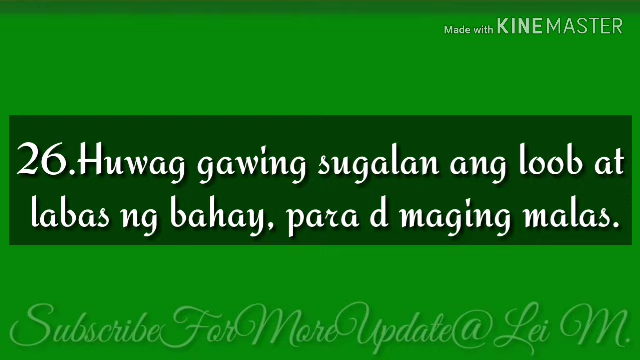 Made with KINEMASTER
26.Huwag gawing sugalan ang loob at
labas ng bahay, para d maging malas.
SubscribeForMoreUpdate@Lei M.